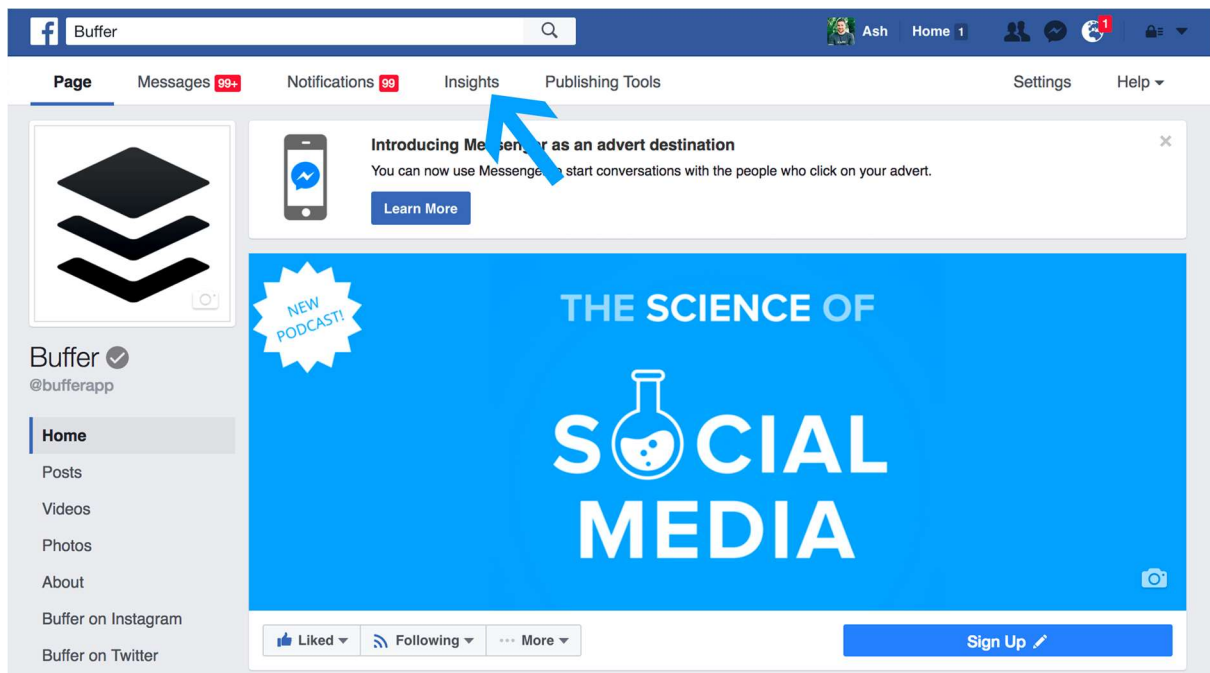 f Buffer Ash Home 1 1
Page Messages 99+ Notifications 99 Insights Publishing Tools Settings Help
Introducing Messenger as an advert destination
You can now use Messenger start conversations with the people who click on your advert.
Learn More
NEW
PODCAST!
THE SCIENCE OF
SOCIAL
MEDIA
Buffer
@bufferapp
Home
Posts
Videos
Photos
About
Buffer on Instagram
Buffer on Twitter
Liked Following More Sign Up